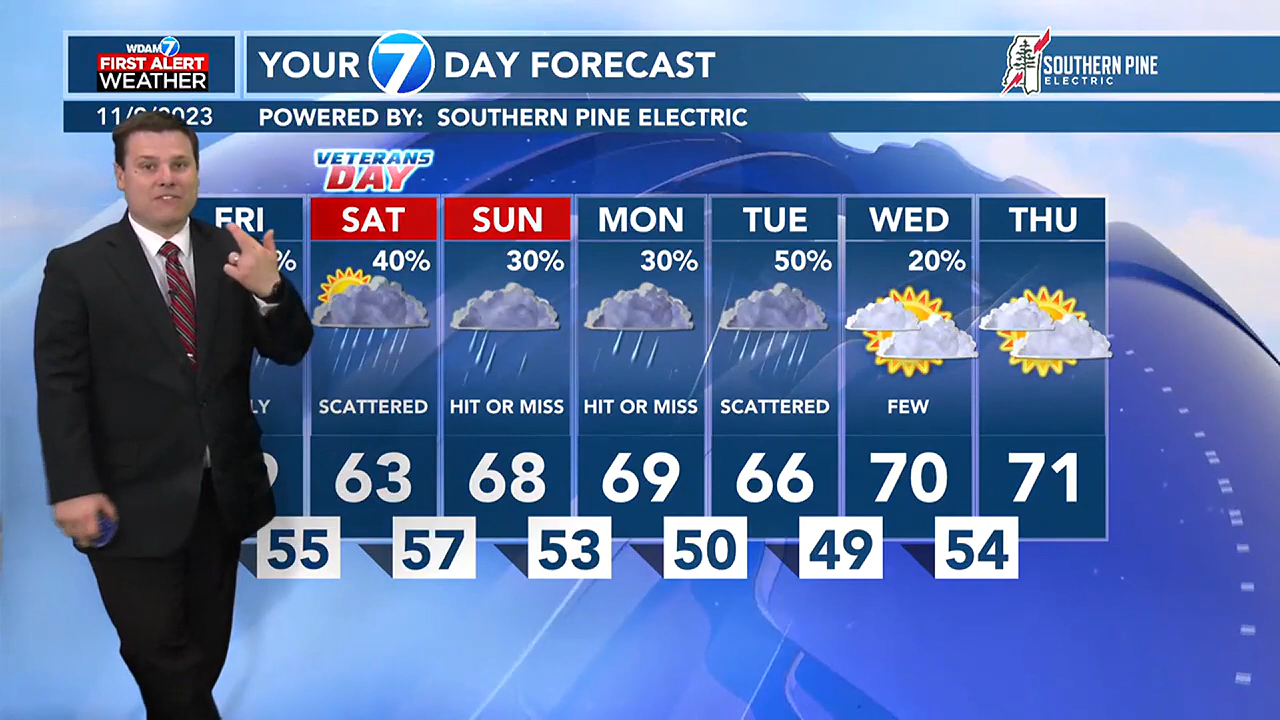 WDAM 7
FIRST ALERT
WEATHER
YOUR 7 DAY FORECAST
SOUTHERN PINE
ELECTRIC
POWERED BY: SOUTHERN PINE ELECTRIC
VETERANS
DAY
FRI SAT SUN MON TUE WED THU
% 40% 30% 30% 50% 20%
LY SCATTERED HIT OR MISS HIT OR MISS SCATTERED FEW
63 68 69 66 70 71
55 57 53 50 49 54